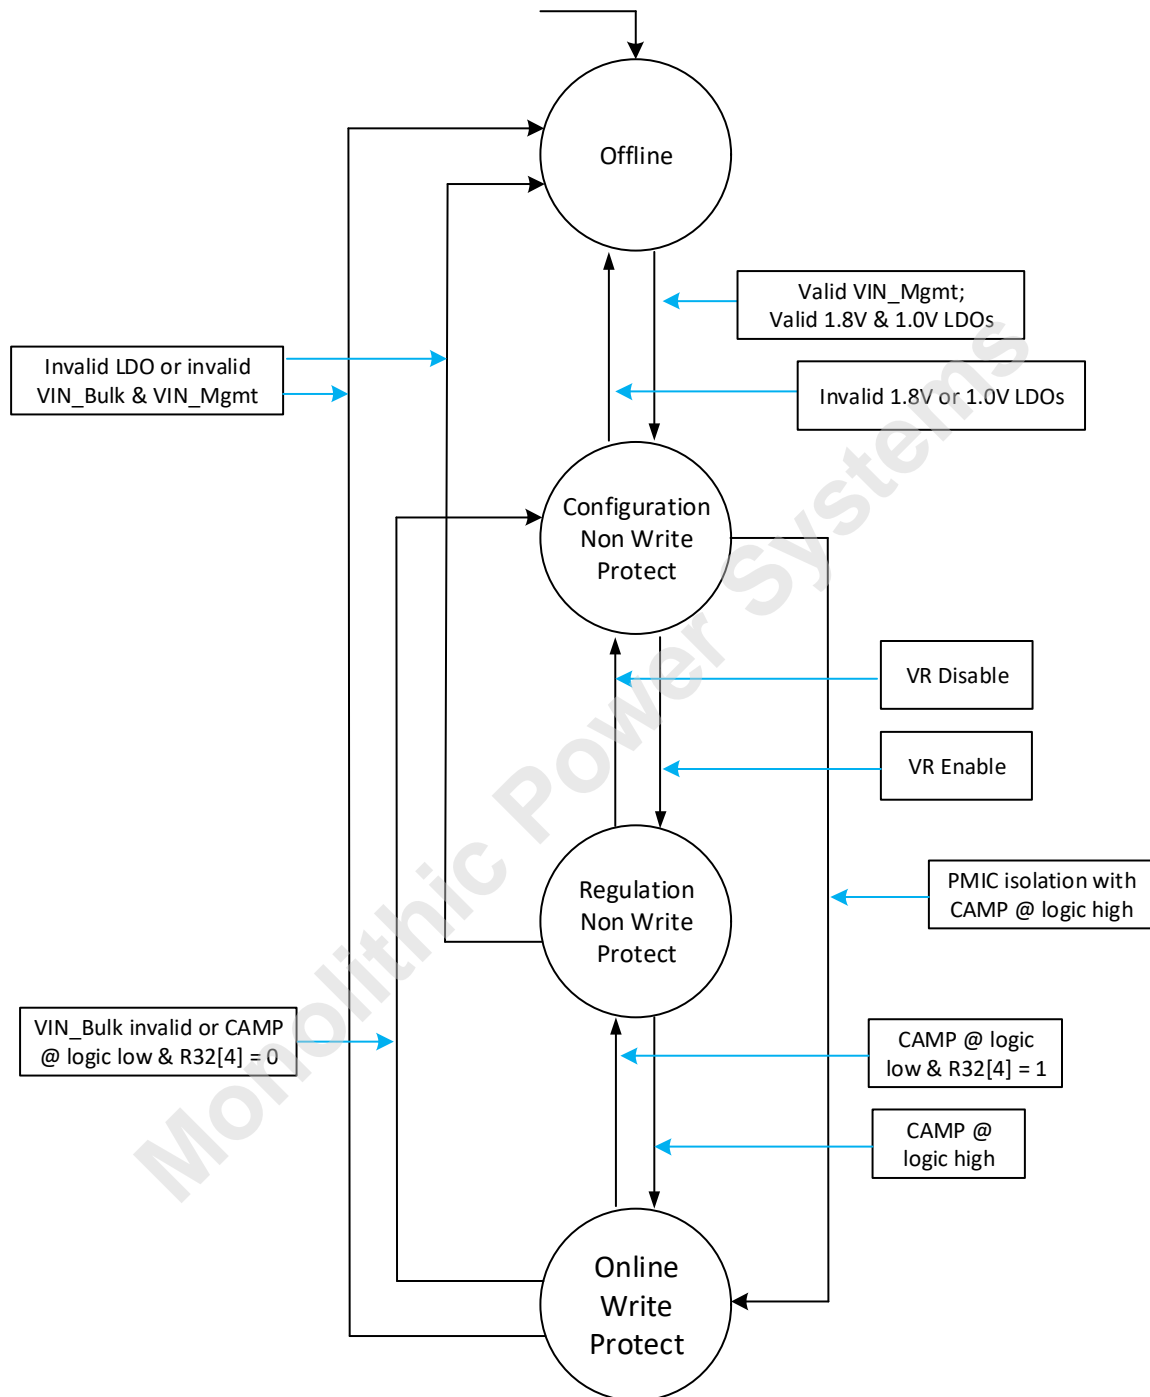 Offline
Valid VIN_Mgmt;
Valid 1.8V & 1.0V LDOs
Invalid LDO or invalid
VIN_Bulk & VIN_Mgmt
Invalid 1.8V or 1.0V LDOs
Configuration
Non Write
Protect
VR Disable
VR Enable
Regulation
Non Write
Protect
PMIC isolation with
CAMP @ logic high
VIN_Bulk invalid or CAMP
@ logic low & R32[4] = 0
CAMP @ logic
low & R32[4] = 1
CAMP @
logic high
Online
Write
Protect
Monolithic Power Systems